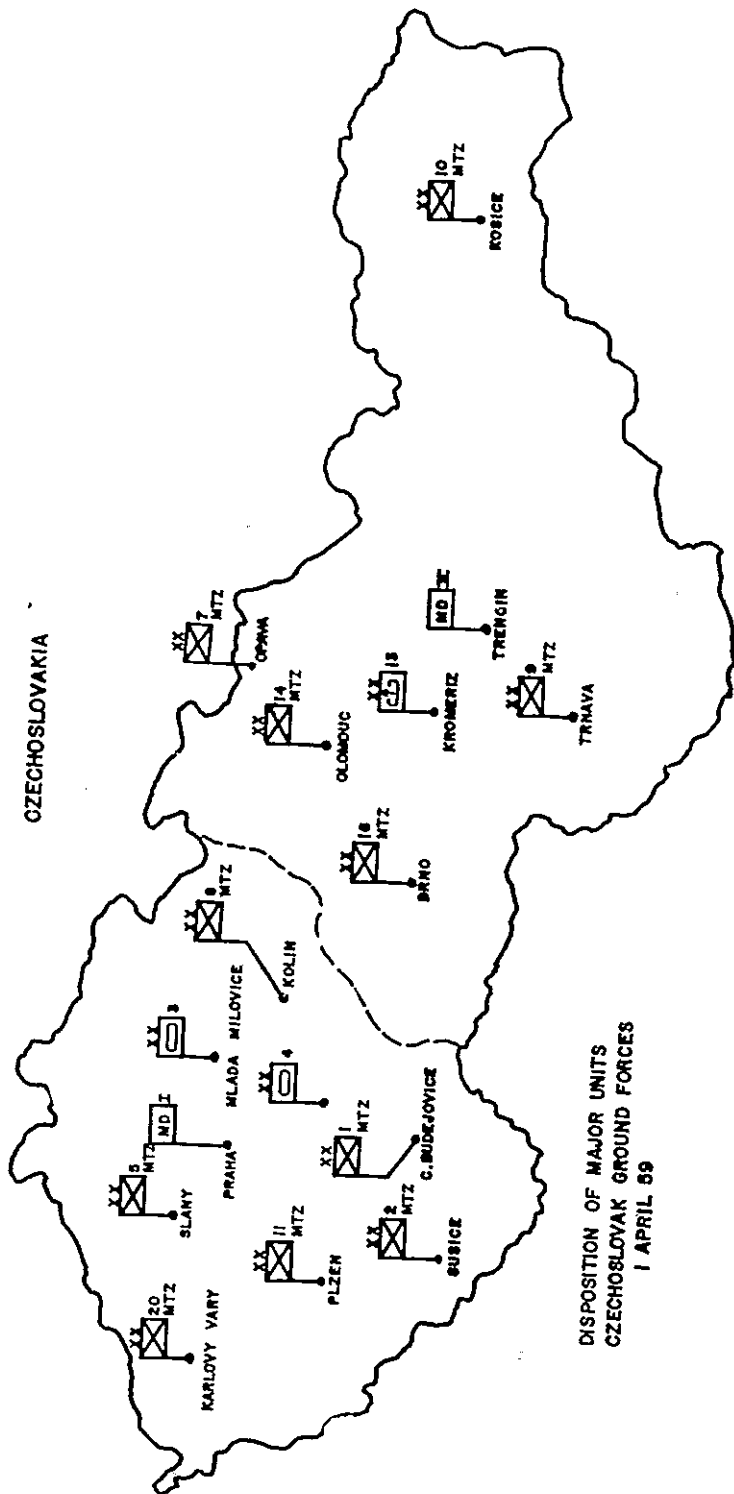 CZECHOSLOVAKIA
XX
20
MTZ
KARLOVY VARY
XX
5
MTZ
SLANY
MD I
PRAHA
XX
3
MLADA MILOVICE
XX
MTZ
KOLIN
XX
11
MTZ
PLZEN
XX
4
XX
2
MTZ
SUSICE
XX
1
MTZ
C. BUDEJOVICE
XX
7
MTZ
OPAVA
XX
14
MTZ
OLOMOUC
XX
16
MTZ
BRNO
XX
13
KROMERIZ
MD
TRENCIN
XX
9
MTZ
TRNAVA
XX
10
MTZ
KOSICE
DISPOSITION OF MAJOR UNITS
CZECHOSLOVAK GROUND FORCES
1 APRIL 59